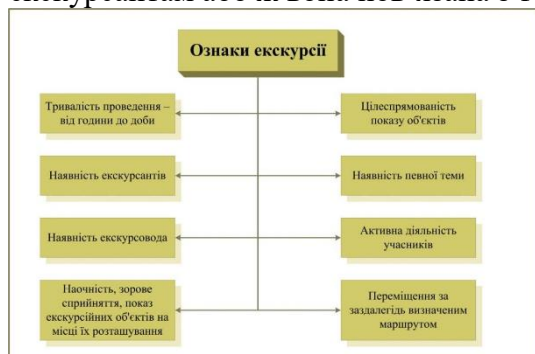 Ознаки екскурсії
Тривалість проведення –
від години до доби
Цілеспрямованість
показу об'єктів
Наявність екскурсантів
Наявність певної теми
Наявність екскурсовода
Активна діяльність
учасників
Наочність, зорове
сприйняття, показ
екскурсійних об'єктів на
місці їх розташування
Переміщення за
заздалегідь визначеним
маршрутом